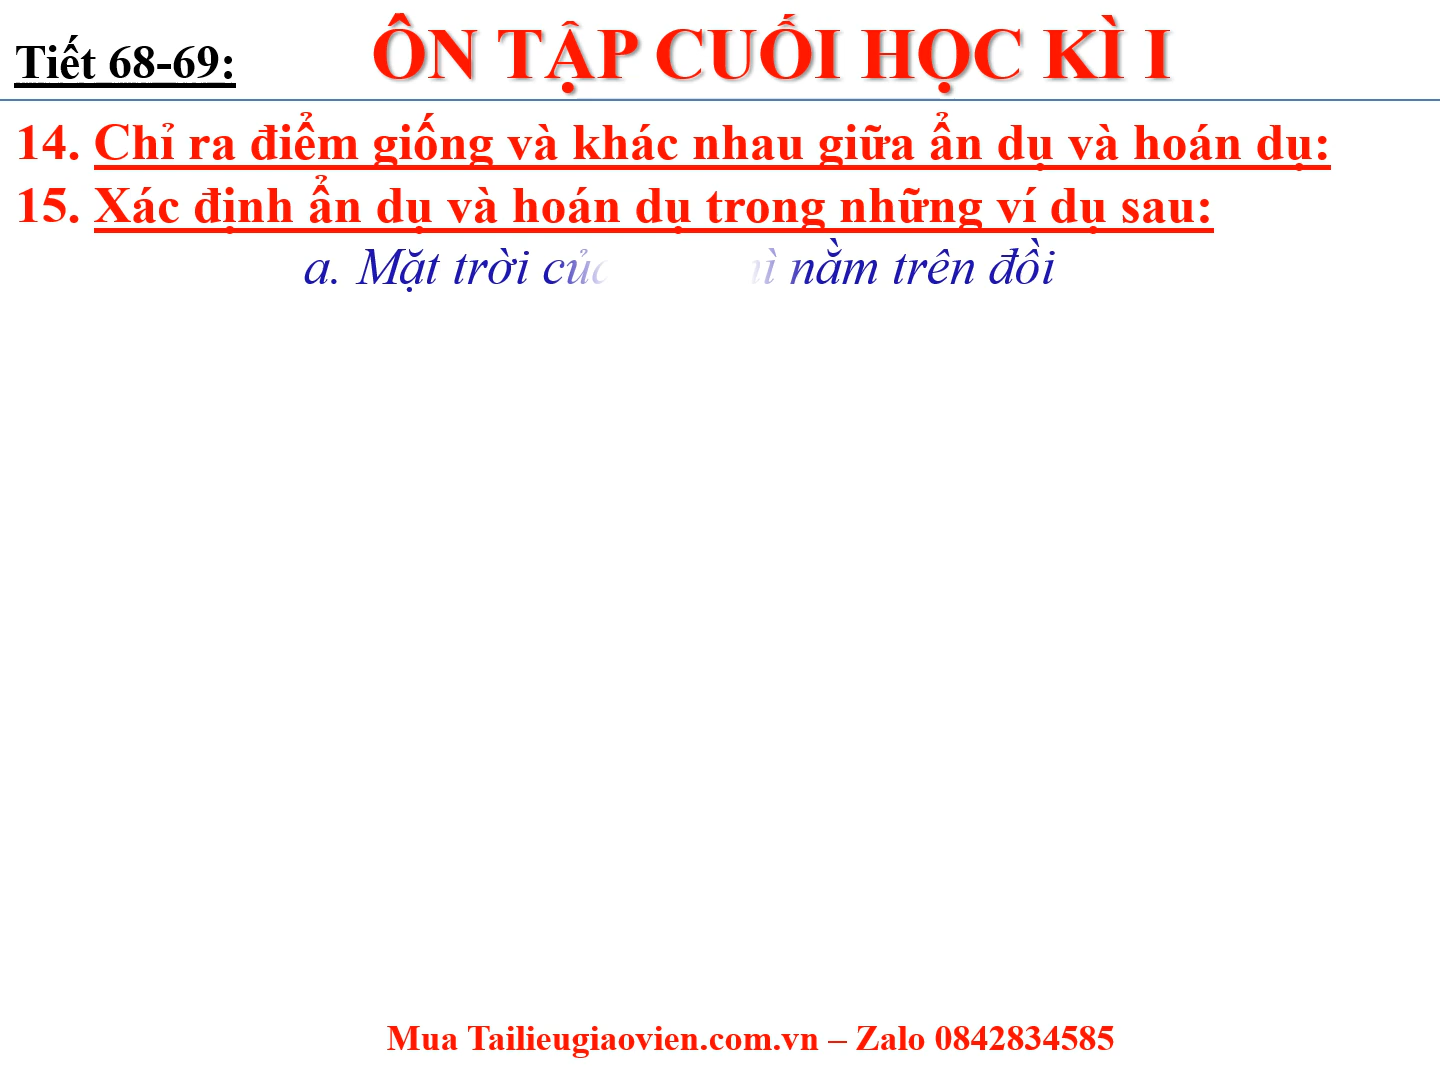 Tiết 68-69:
ÔN TẬP CUỐI HỌC KÌ I
14. Chỉ ra điểm giống và khác nhau giữa ẩn dụ và hoán dụ:
15. Xác định ẩn dụ và hoán dụ trong những ví dụ sau:
a. Mặt trời của nằm trên đồi
Mua Tailieugiaovien.com.vn – Zalo 0842834585